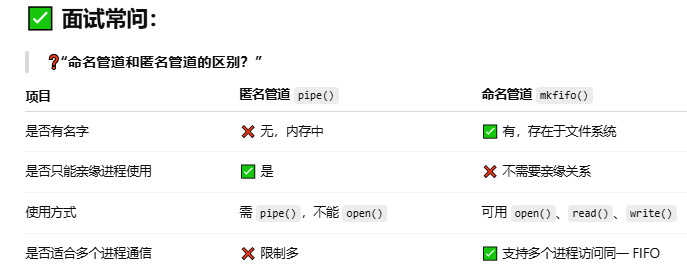 ✅ 面试常问：
❓“命名管道和匿名管道的区别？”
项目 匿名管道 pipe() 命名管道 mkfifo()
是否有名字 ❌ 无，内存中 ✅ 有，存在于文件系统
是否只能亲缘进程使用 ✅ 是 ❌ 不需要亲缘关系
使用方式 需 pipe()，不能 open() 可用 open()、read()、write()
是否适合多个进程通信 ❌ 限制多 ✅ 支持多个进程访问同一 FIFO